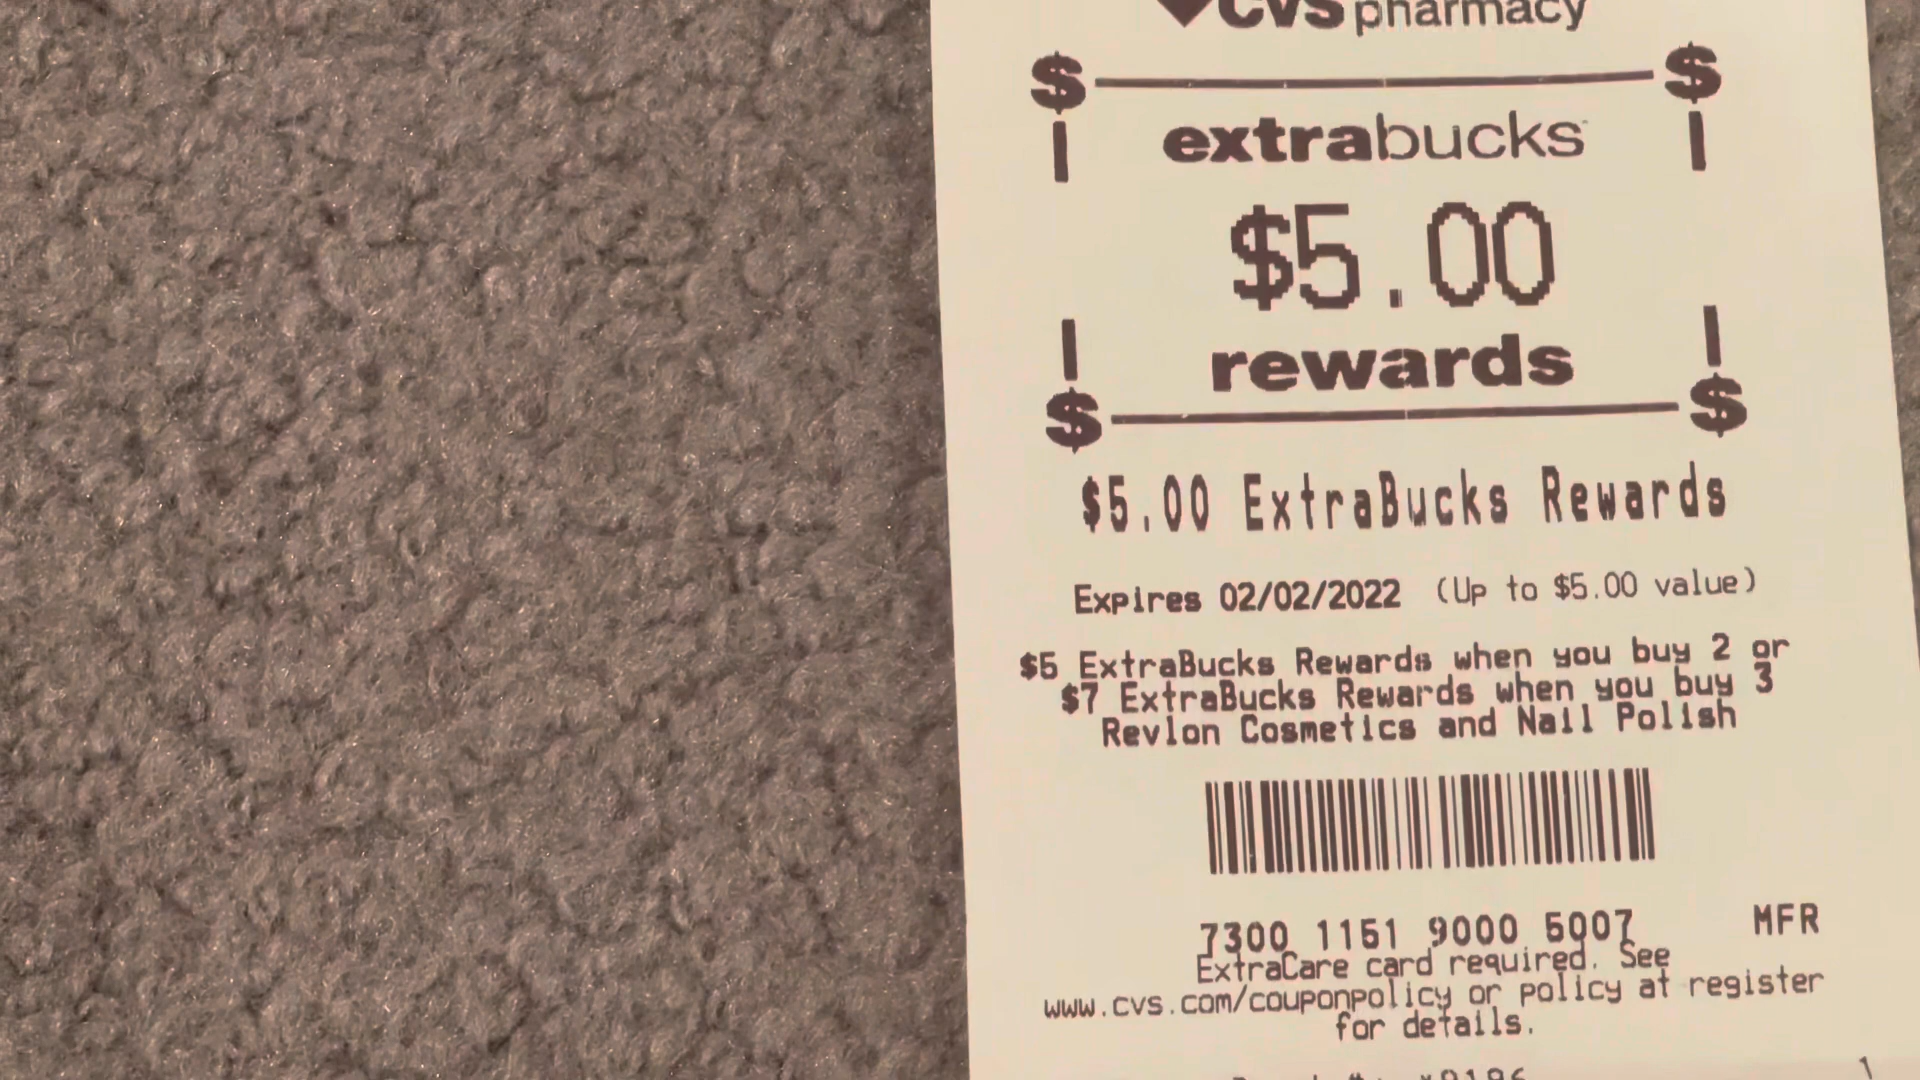 CVS pharmacy
$ $
extrabucks
$5.00
rewards
$ $
$5.00 ExtraBucks Rewards
Expires 02/02/2022 (Up to $5.00 value)
$5 ExtraBucks Rewards when you buy 2 or
$7 ExtraBucks Rewards when you buy 3
Revlon Cosmetics and Nail Polish
7300 1151 9000 5007 MFR
ExtraCare card required. See
www.cvs.com/couponpolicy or policy at register
for details.